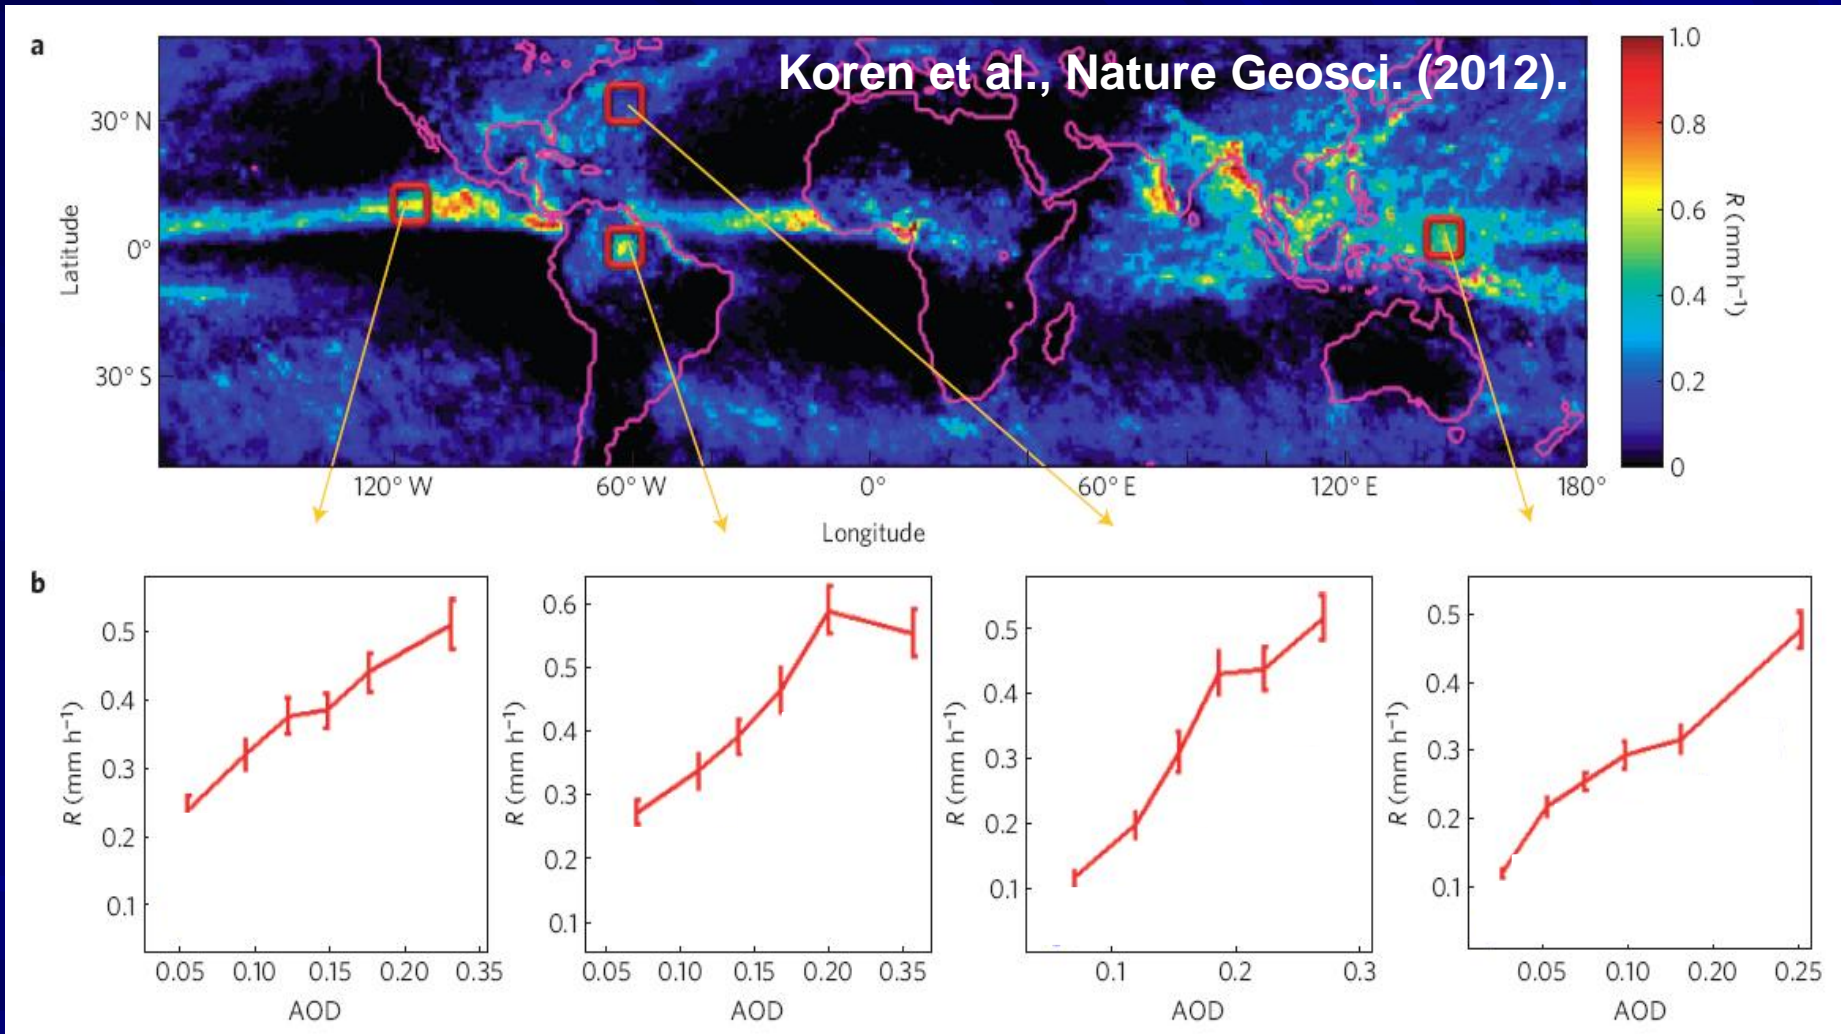 a
Koren et al., Nature Geosci. (2012).
30° N
0°
30° S
Latitude
120° W
60° W
0°
60° E
120° E
180°
Longitude
1.0
0.8
0.6
0.4
0.2
0
R (mm h⁻¹)
b
0.5
0.4
0.3
0.2
0.1
R (mm h⁻¹)
0.05 0.10 0.15 0.20 0.35
AOD
0.6
0.5
0.4
0.3
0.2
0.1
R (mm h⁻¹)
0.05 0.10 0.15 0.20 0.35
AOD
0.5
0.4
0.3
0.2
0.1
R (mm h⁻¹)
0.1 0.2 0.3
AOD
0.5
0.4
0.3
0.2
0.1
R (mm h⁻¹)
0.05 0.10 0.20 0.25
AOD